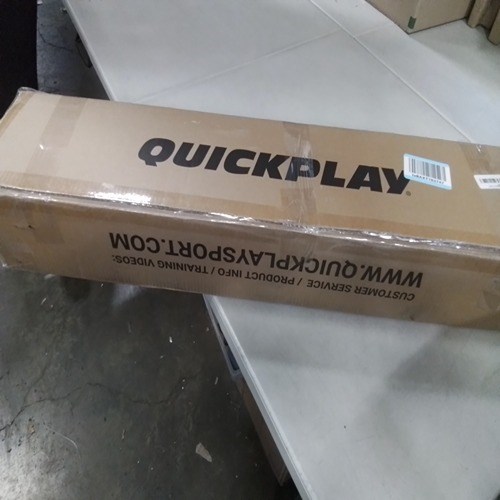 QUICKPLAY
CUSTOMER SERVICE / PRODUCT INFO / TRAINING VIDEOS:
WWW.QUICKPLAYSPORT.COM